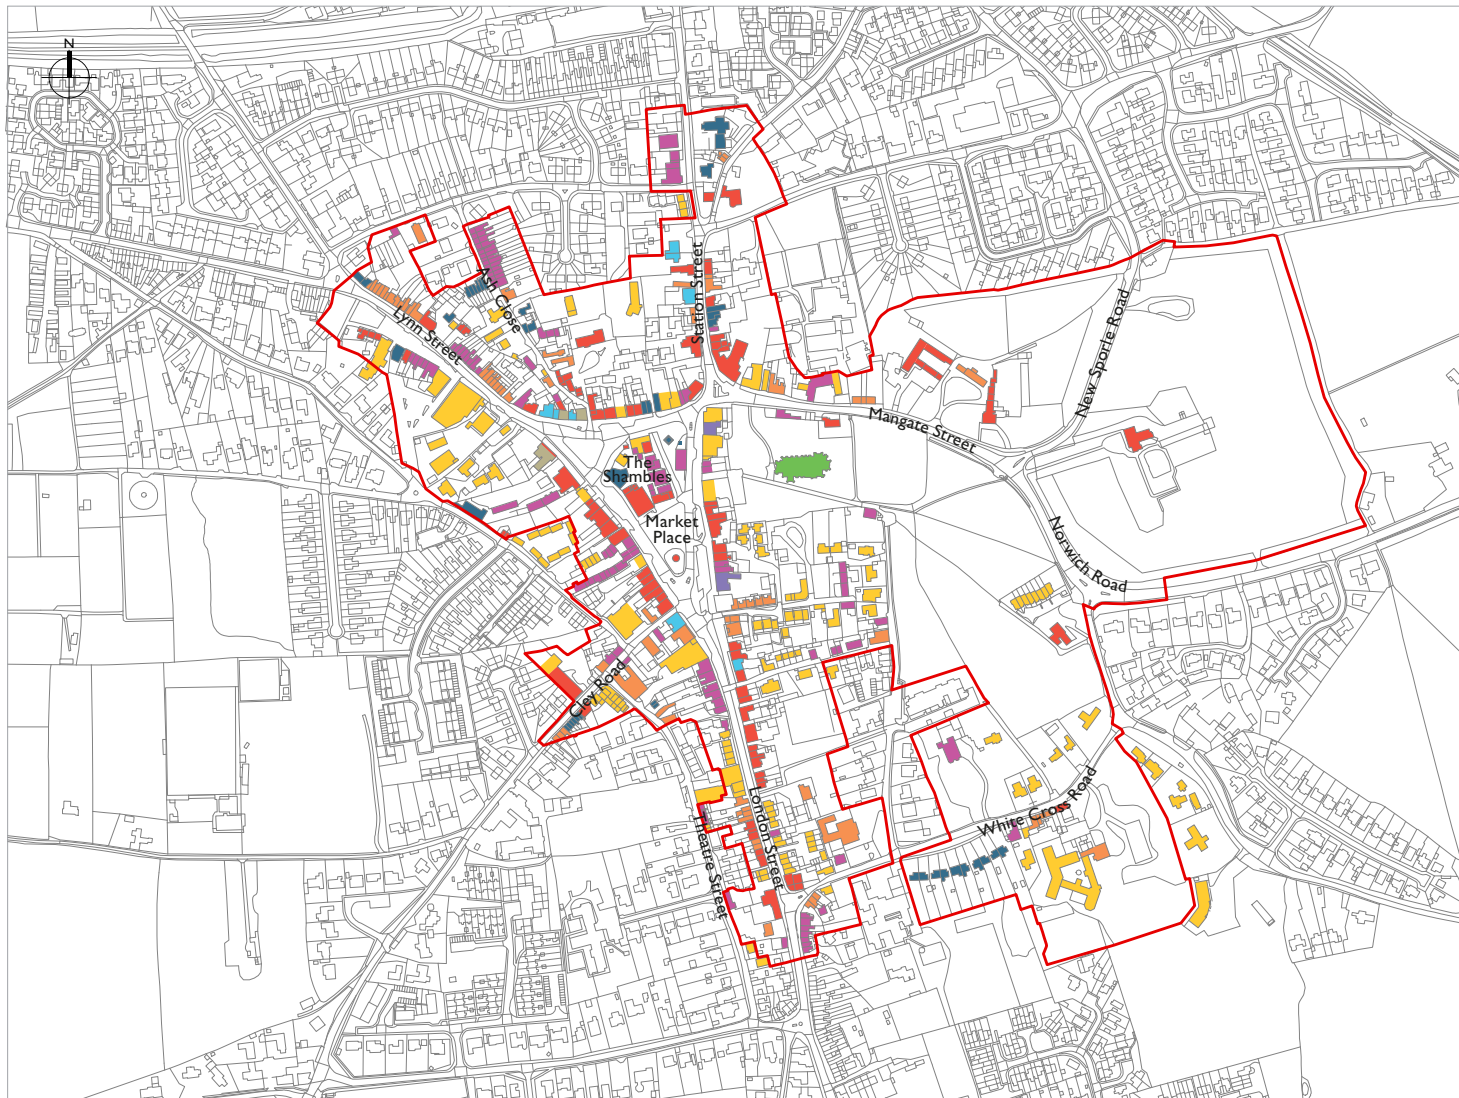 N
Station Street
Ash Close
Lynn Street
New Sporle Road
Mangate Street
The
Shambles
Market
Place
Norwich Road
Cley Road
London Street
White Cross Road
Theatre Street